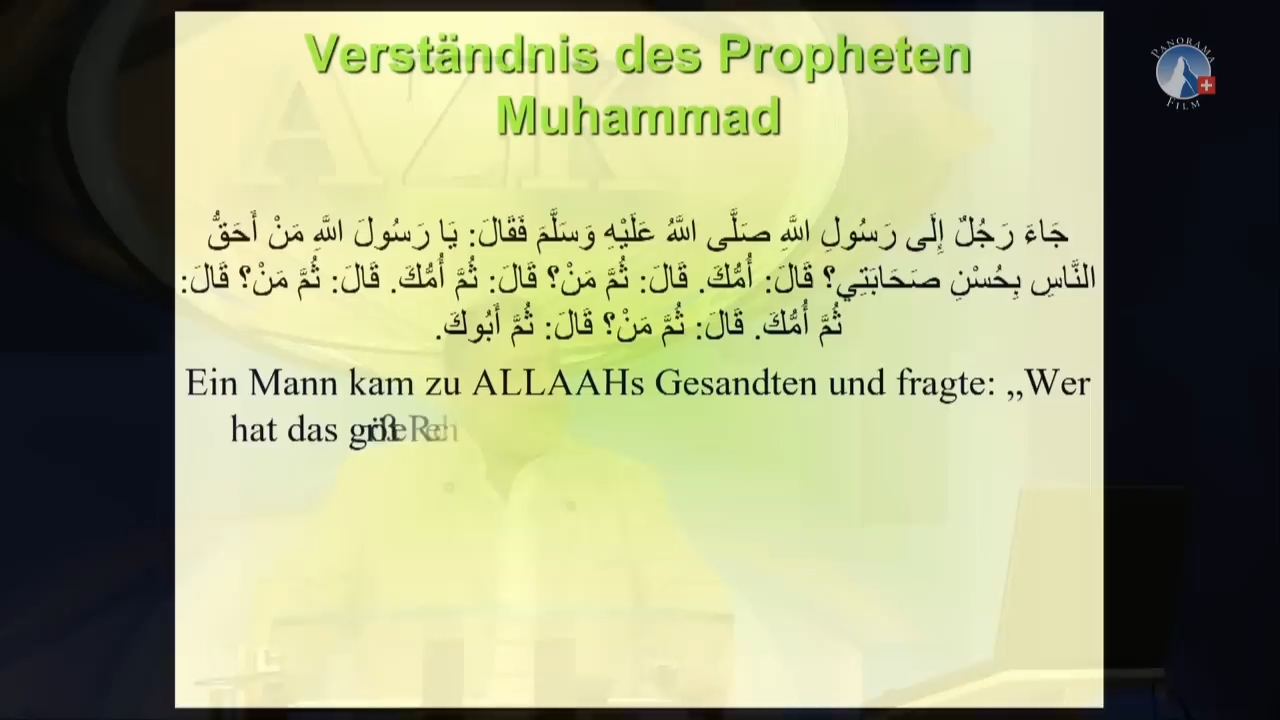 Verständnis des Propheten
Muhammad
جَاءَ رَجُلٌ إِلَى رَسُولِ اللَّهِ صَلَّى اللَّهُ عَلَيْهِ وَسَلَّمَ فَقَالَ: يَا رَسُولَ اللَّهِ مَنْ أَحَقُّ
النَّاسِ بِحُسْنِ صَحَابَتِي؟ قَالَ: أُمُّكَ. قَالَ: ثُمَّ مَنْ؟ قَالَ: ثُمَّ أُمُّكَ. قَالَ: ثُمَّ مَنْ؟ قَالَ:
ثُمَّ أُمُّكَ. قَالَ: ثُمَّ مَنْ؟ قَالَ: ثُمَّ أَبُوكَ.
Ein Mann kam zu ALLAAHs Gesandten und fragte: „Wer
hat das
PANORAMA
FILM